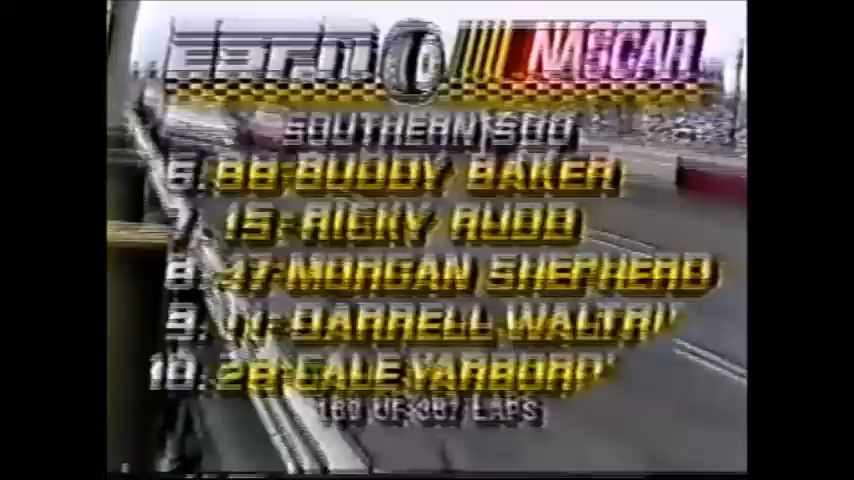 ESPN NASCAR
SOUTHERN 500
6. 88-BUDDY BAKER
7. 15-RICKY RUDD
8. 47-MORGAN SHEPHERD
9. 11-DARRELL WALTRI
10. 28-CALE YARBORO
OF 367 LAPS